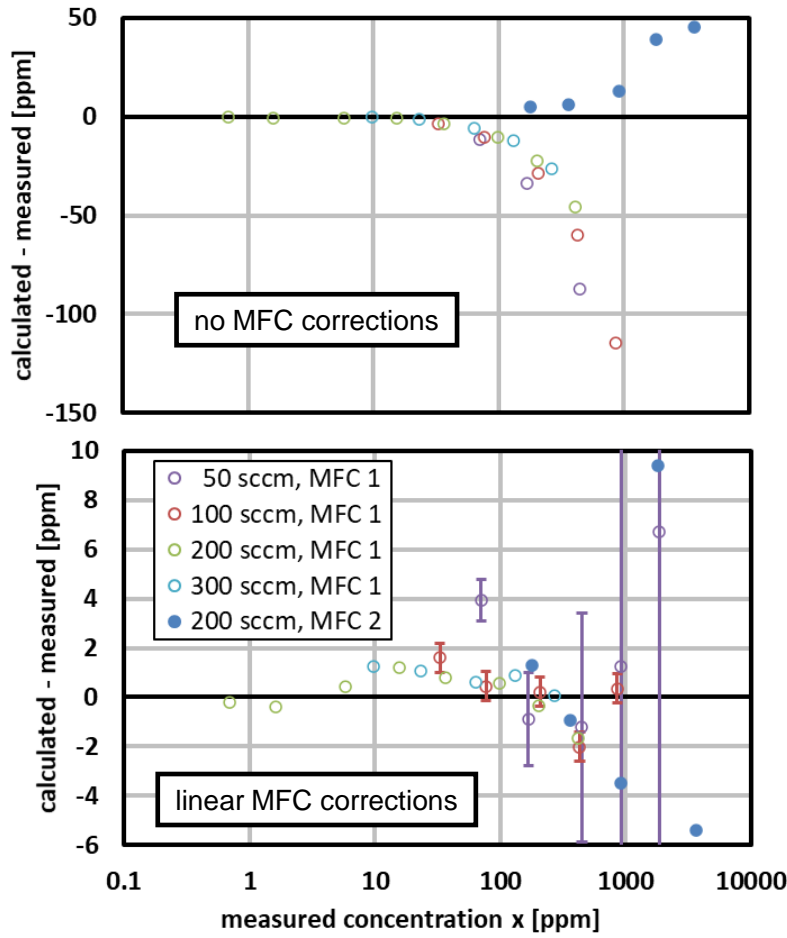 50
0
-50
-100
-150
calculated - measured [ppm]
no MFC corrections
10
8
6
4
2
0
-2
-4
-6
calculated - measured [ppm]
50 sccm, MFC 1
100 sccm, MFC 1
200 sccm, MFC 1
300 sccm, MFC 1
200 sccm, MFC 2
linear MFC corrections
0.1 1 10 100 1000 10000
measured concentration x [ppm]